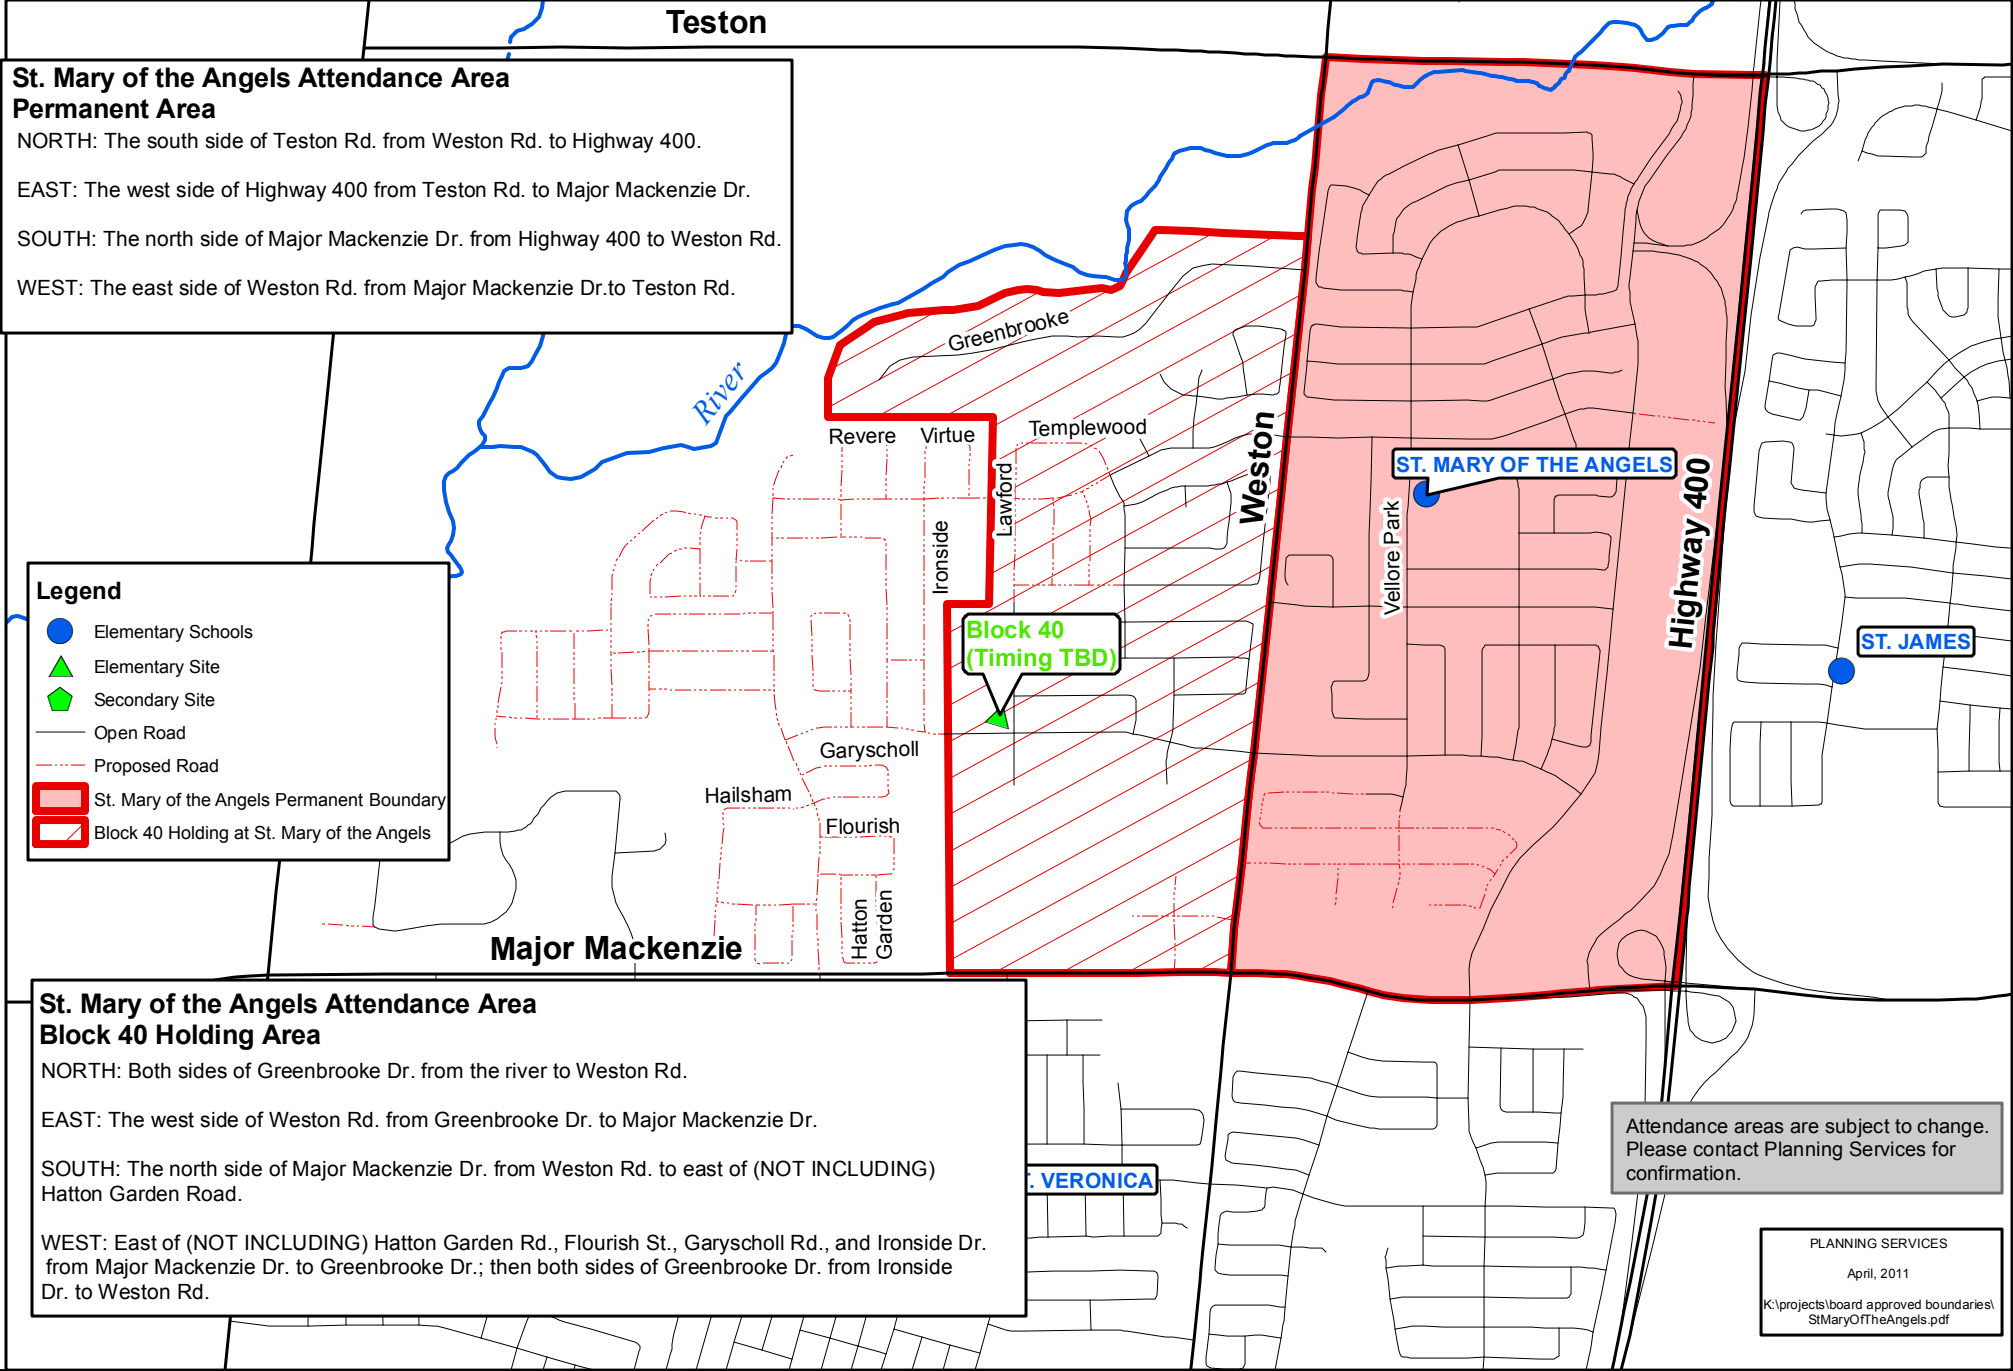 Teston
St. Mary of the Angels Attendance Area
Permanent Area
NORTH: The south side of Teston Rd. from Weston Rd. to Highway 400.
EAST: The west side of Highway 400 from Teston Rd. to Major Mackenzie Dr.
SOUTH: The north side of Major Mackenzie Dr. from Highway 400 to Weston Rd.
WEST: The east side of Weston Rd. from Major Mackenzie Dr.to Teston Rd.
Greenbrooke
River
Revere
Virtue
Templewood
Lawford
Ironside
Weston
ST. MARY OF THE ANGELS
Vellore Park
Highway 400
ST. JAMES
Block 40
(Timing TBD)
Legend
Elementary Schools
Elementary Site
Secondary Site
Open Road
Proposed Road
St. Mary of the Angels Permanent Boundary
Block 40 Holding at St. Mary of the Angels
Garyscholl
Hailsham
Flourish
Hatton
Garden
Major Mackenzie
St. Mary of the Angels Attendance Area
Block 40 Holding Area
NORTH: Both sides of Greenbrooke Dr. from the river to Weston Rd.
EAST: The west side of Weston Rd. from Greenbrooke Dr. to Major Mackenzie Dr.
SOUTH: The north side of Major Mackenzie Dr. from Weston Rd. to east of (NOT INCLUDING)
Hatton Garden Road.
WEST: East of (NOT INCLUDING) Hatton Garden Rd., Flourish St., Garyscholl Rd., and Ironside Dr.
from Major Mackenzie Dr. to Greenbrooke Dr.; then both sides of Greenbrooke Dr. from Ironside
Dr. to Weston Rd.
. VERONICA
Attendance areas are subject to change.
Please contact Planning Services for
confirmation.
PLANNING SERVICES
April, 2011
K:\projects\board approved boundaries\
StMaryOfTheAngels.pdf